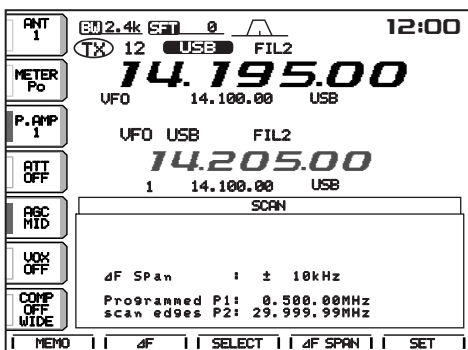 ANT
1
BW 2.4k SFT 0
12:00
TX 12 USB FIL2
14.195.00
VFO 14.100.00 USB
METER
Po
P.AMP
1
VFO USB FIL2
14.205.00
1 14.100.00 USB
ATT
OFF
AGC
MID
VOX
OFF
COMP
OFF
WIDE
SCAN
⊿F SPan : ± 10kHz
Programmed P1: 0.500.00MHz
scan edges P2: 29.999.99MHz
MEMO ⊿F SELECT ⊿F SPAN SET